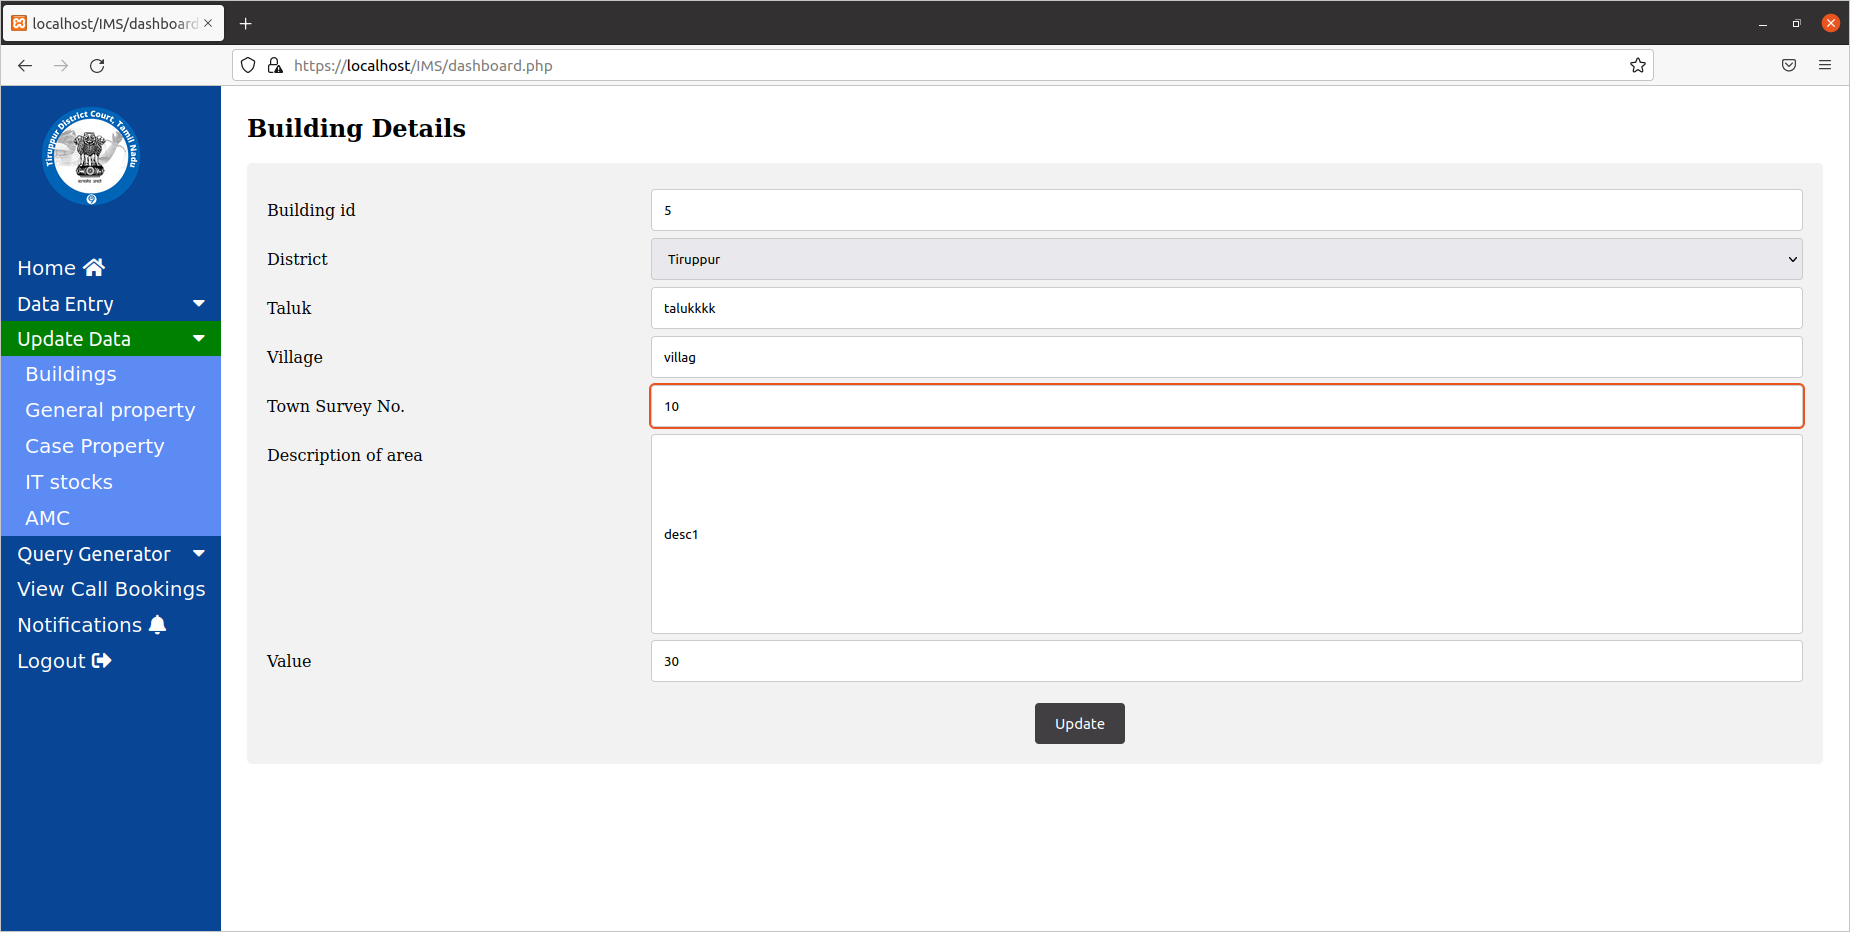 localhost/IMS/dashboard
https://localhost/IMS/dashboard.php
Tiruppur District Court, Tamil Nadu
Home
Data Entry
Update Data
Buildings
General property
Case Property
IT stocks
AMC
Query Generator
View Call Bookings
Notifications
Logout
Building Details
Building id
5
District
Tiruppur
Taluk
talukkkk
Village
villag
Town Survey No.
10
Description of area
desc1
Value
30
Update